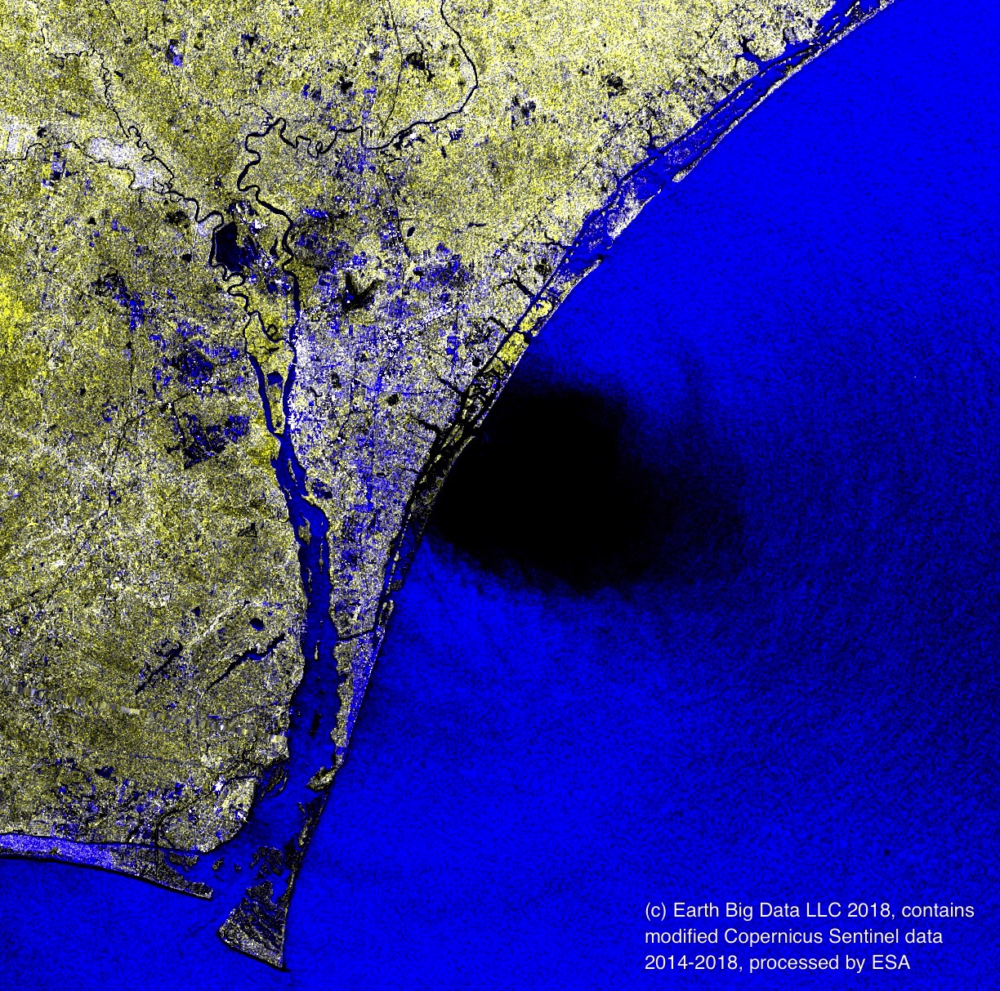 (c) Earth Big Data LLC 2018, contains
modified Copernicus Sentinel data
2014-2018, processed by ESA